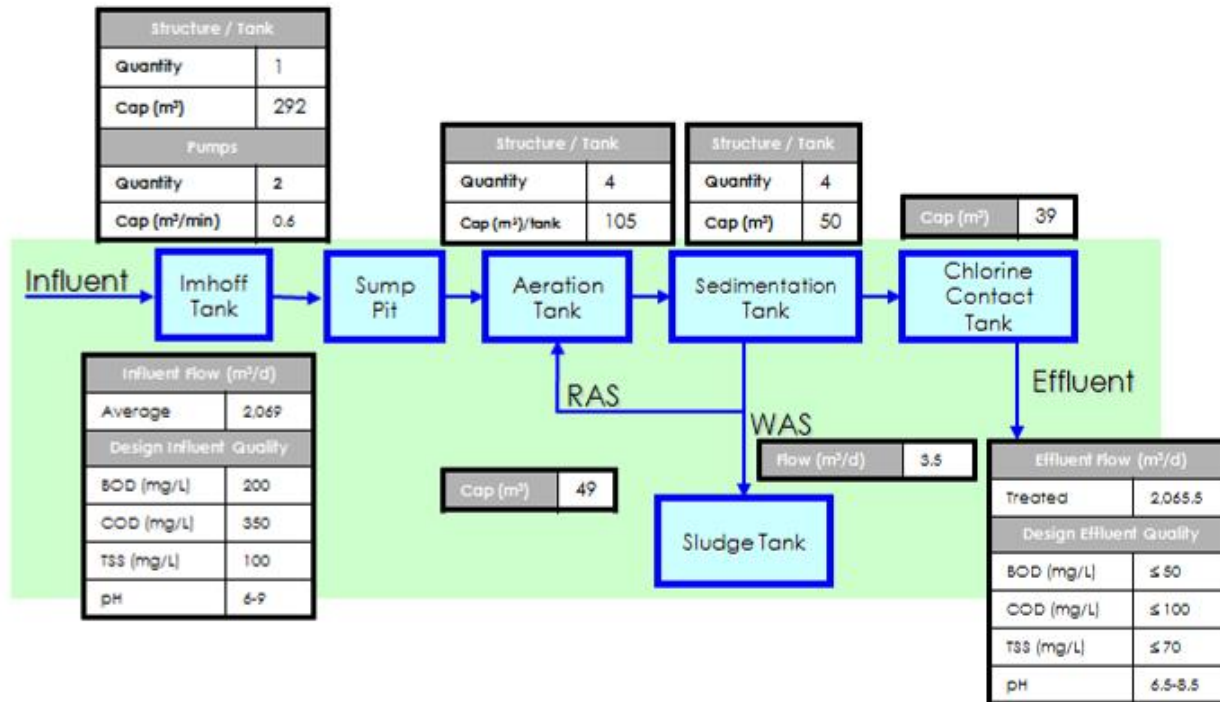 Structure / Tank
Quantity 1
Cap (m³) 292
Pumps
Quantity 2
Cap (m³/min) 0.6
Structure / Tank
Quantity 4
Cap (m³)/tank 105
Structure / Tank
Quantity 4
Cap (m³) 50
Cap (m³) 39
Influent
Imhoff
Tank
Sump
Pit
Aeration
Tank
Sedimentation
Tank
Chlorine
Contact
Tank
RAS
WAS
Effluent
Influent Flow (m³/d)
Average 2,069
Design Influent Quality
BOD (mg/L) 200
COD (mg/L) 350
TSS (mg/L) 100
pH 6-9
Cap (m³) 49
Flow (m³/d) 3.5
Sludge Tank
Effluent Flow (m³/d)
Treated 2,065.5
Design Effluent Quality
BOD (mg/L) ≤ 50
COD (mg/L) ≤ 100
TSS (mg/L) ≤ 70
pH 6.5-8.5